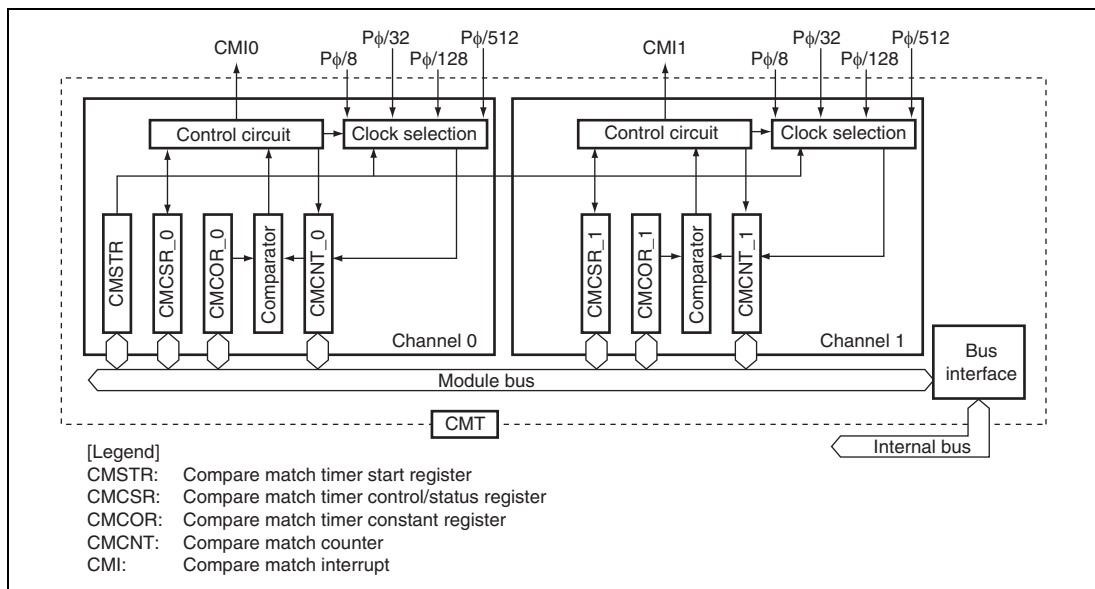 CMI0
Pφ/8
Pφ/32
Pφ/128
Pφ/512
CMI1
Pφ/8
Pφ/32
Pφ/128
Pφ/512
Control circuit
Clock selection
Control circuit
Clock selection
CMSTR
CMCSR_0
CMCOR_0
Comparator
CMCNT_0
Channel 0
CMCSR_1
CMCOR_1
Comparator
CMCNT_1
Channel 1
Bus
interface
Module bus
CMT
Internal bus
[Legend]
CMSTR: Compare match timer start register
CMCSR: Compare match timer control/status register
CMCOR: Compare match timer constant register
CMCNT: Compare match counter
CMI: Compare match interrupt